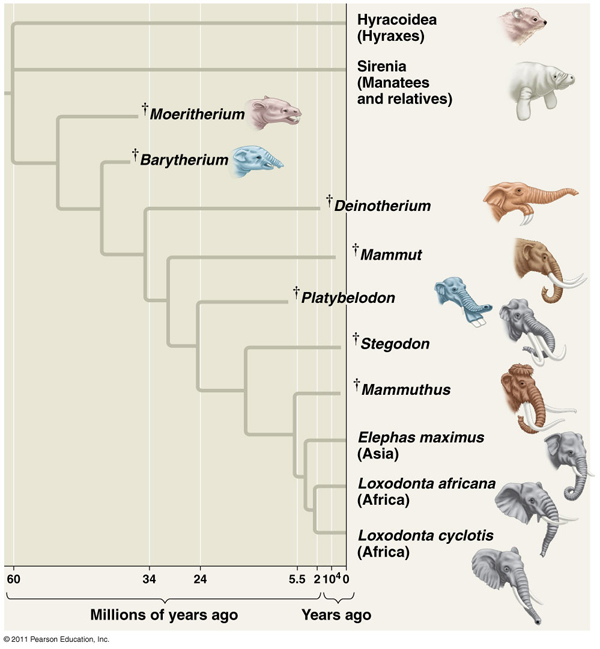 Hyracoidea
(Hyraxes)
Sirenia
(Manatees
and relatives)
†Moeritherium
†Barytherium
†Deinotherium
†Mammut
†Platybelodon
†Stegodon
†Mammuthus
Elephas maximus
(Asia)
Loxodonta africana
(Africa)
Loxodonta cyclotis
(Africa)
60 34 24 5.5 2 10⁴ 0
Millions of years ago Years ago
© 2011 Pearson Education, Inc.